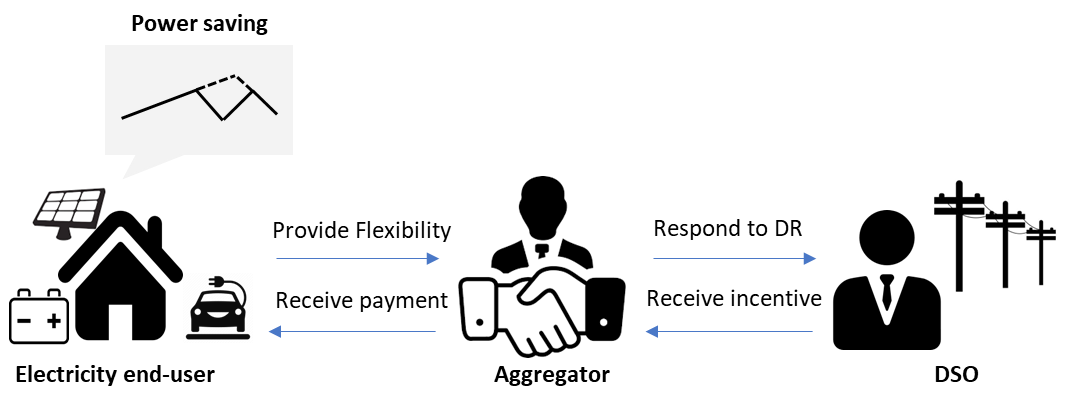 Power saving
Provide Flexibility
Respond to DR
Receive payment
Receive incentive
Electricity end-user
Aggregator
DSO